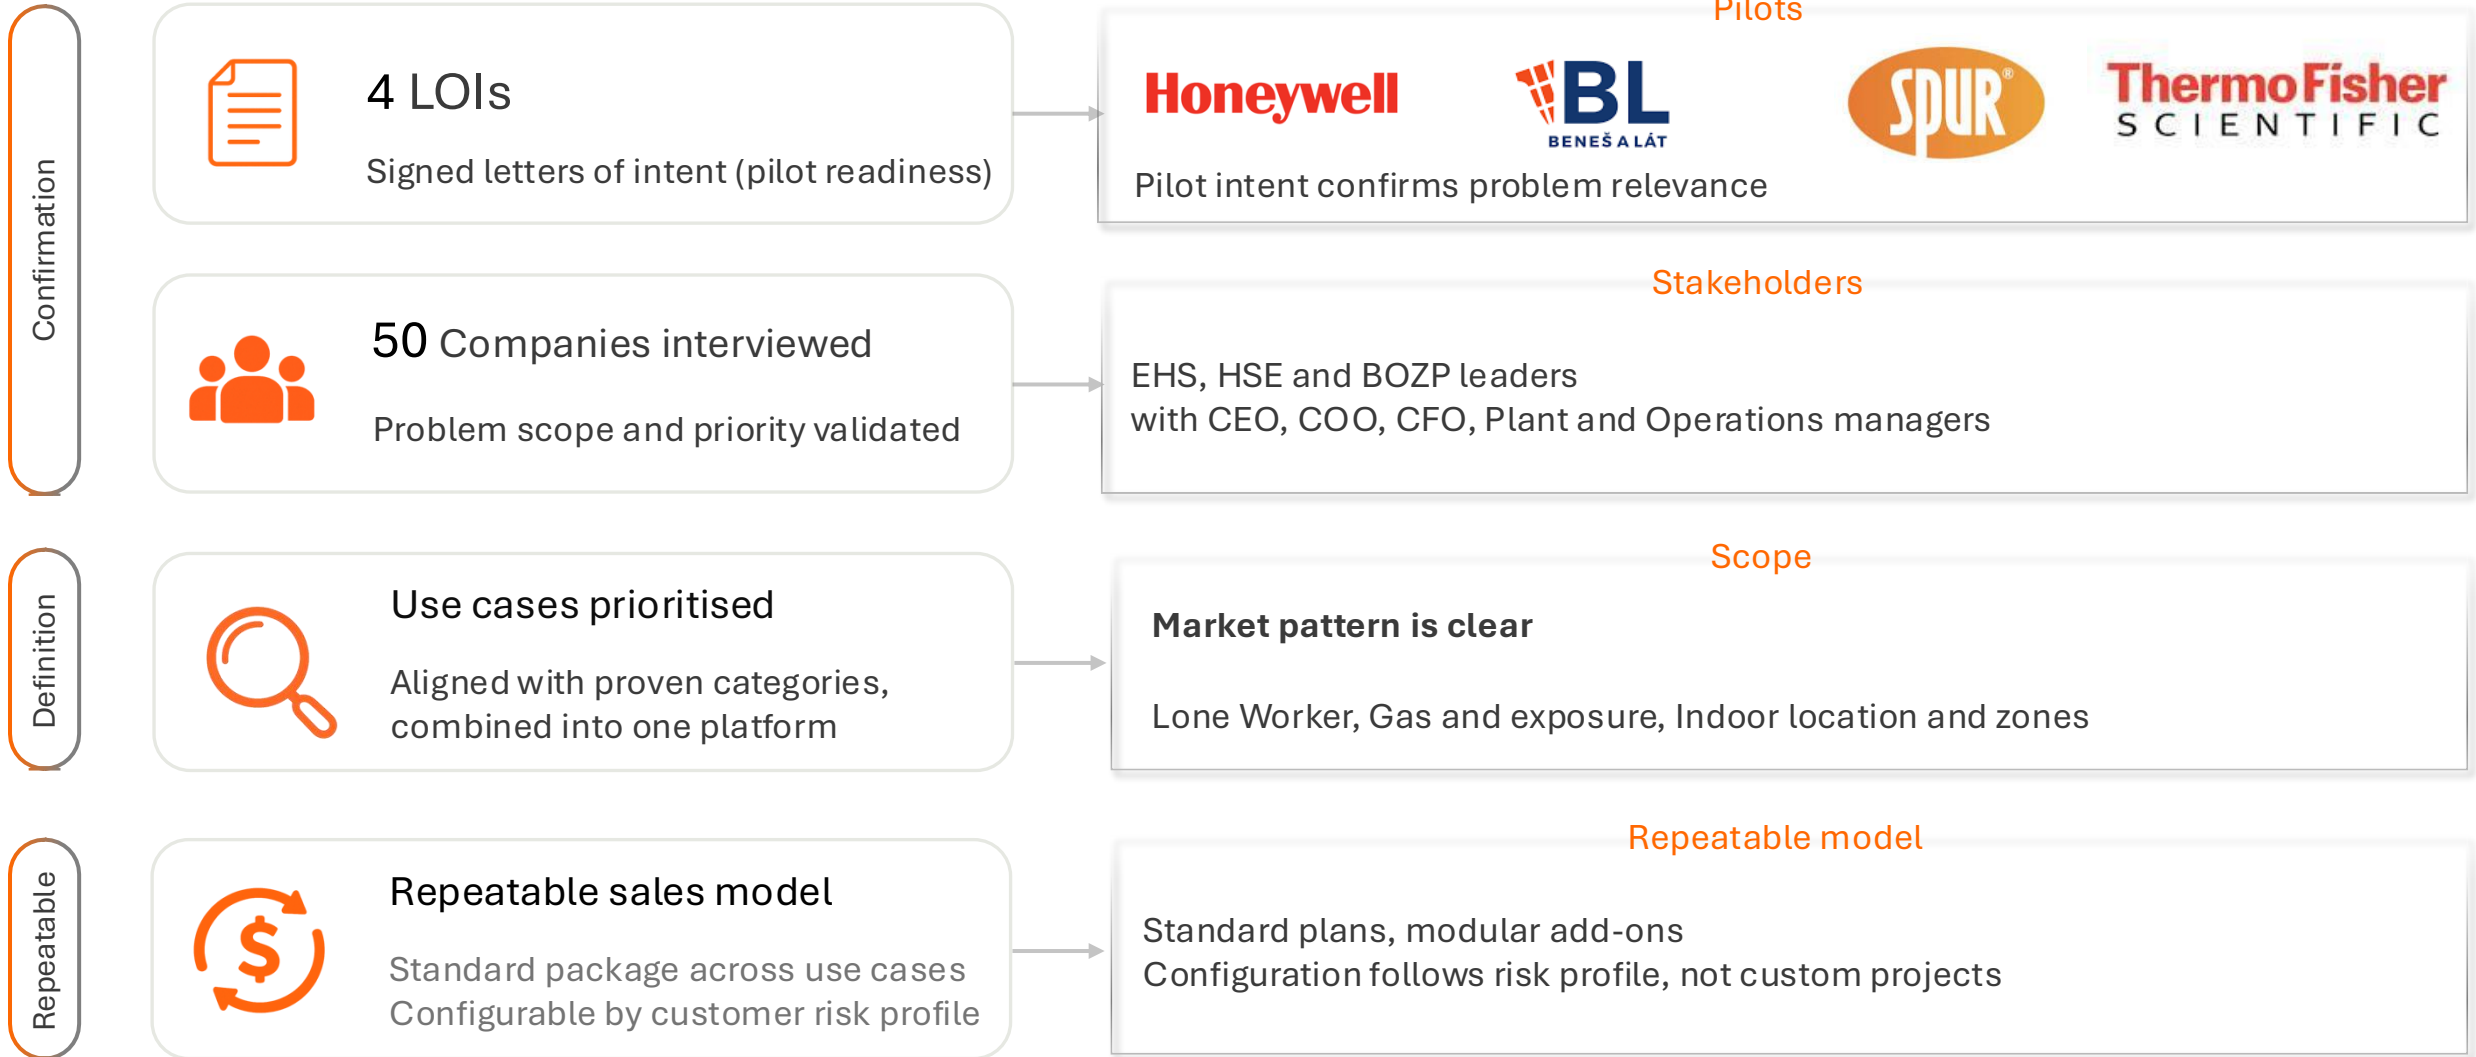 Confirmation
4 LOIs
Signed letters of intent (pilot readiness)
Pilots
Honeywell
BL
BENEŠ A LÁT
SPUR®
ThermoFisher
SCIENTIFIC
Pilot intent confirms problem relevance
50 Companies interviewed
Problem scope and priority validated
Stakeholders
EHS, HSE and BOZP leaders
with CEO, COO, CFO, Plant and Operations managers
Definition
Use cases prioritised
Aligned with proven categories,
combined into one platform
Scope
Market pattern is clear
Lone Worker, Gas and exposure, Indoor location and zones
Repeatable
Repeatable sales model
Standard package across use cases
Configurable by customer risk profile
Repeatable model
Standard plans, modular add-ons
Configuration follows risk profile, not custom projects